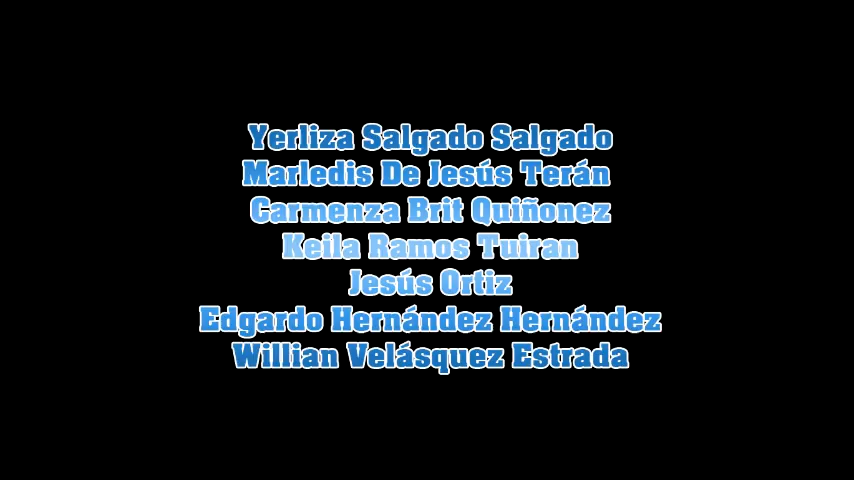 Yerliza Salgado Salgado
Marledis De Jesús Terán
Carmenza Brit Quiñonez
Keila Ramos Tuiran
Jesús Ortiz
Edgardo Hernández Hernández
Willian Velásquez Estrada